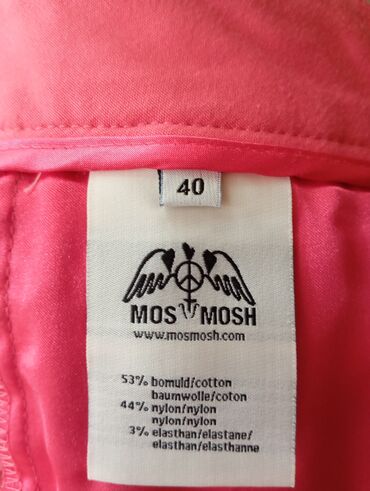 40
MOS MOSH
www.mosmosh.com
53% bomuld/cotton
baumwolle/coton
44% nylon/nylon
nylon/nylon
3% elasthan/elastane/
elasthan/elasthanne